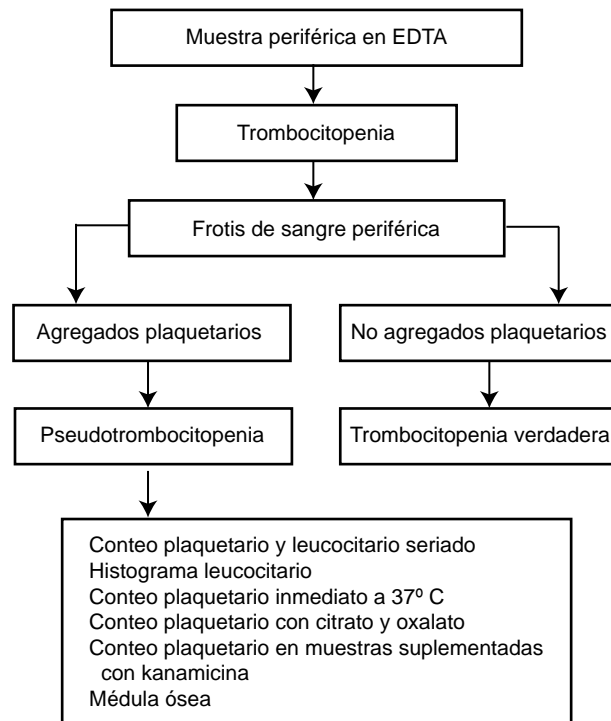 Muestra periférica en EDTA
Trombocitopenia
Frotis de sangre periférica
Agregados plaquetarios
No agregados plaquetarios
Pseudotrombocitopenia
Trombocitopenia verdadera
Conteo plaquetario y leucocitario seriado
Histograma leucocitario
Conteo plaquetario inmediato a 37º C
Conteo plaquetario con citrato y oxalato
Conteo plaquetario en muestras suplementadas
con kanamicina
Médula ósea